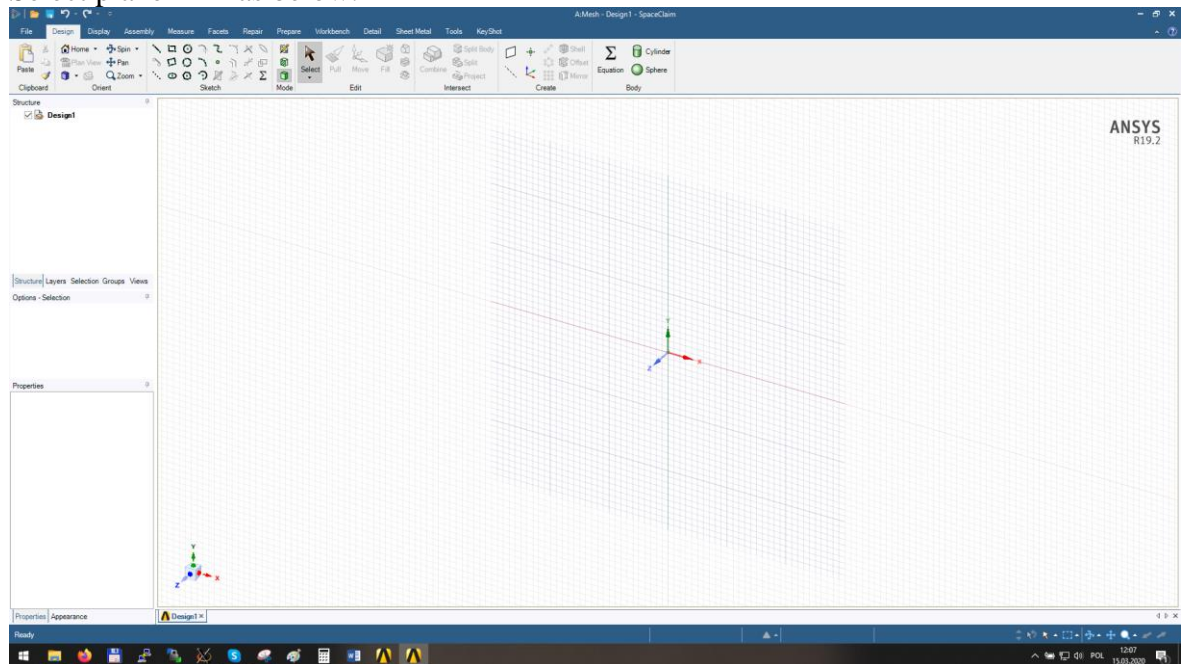 A:Mesh - Design1 - SpaceClaim
File Design Display Assembly Measure Facets Repair Prepare Workbench Detail Sheet Metal Tools KeyShot
Home Spin
Plan View Pan
Zoom
Paste
Select Pull Move Fill
Combine
Split Body
Split
Project
Shell
Offset
Mirror
Equation
Cylinder
Sphere
Clipboard Orient Sketch Mode Edit Intersect Create Body
Structure
Design1
ANSYS
R19.2
Structure Layers Selection Groups Views
Options - Selection
Properties
Y
X
Z
Y
X
Z
Properties Appearance
Design1
Ready
POL
12:07
15.03.2020